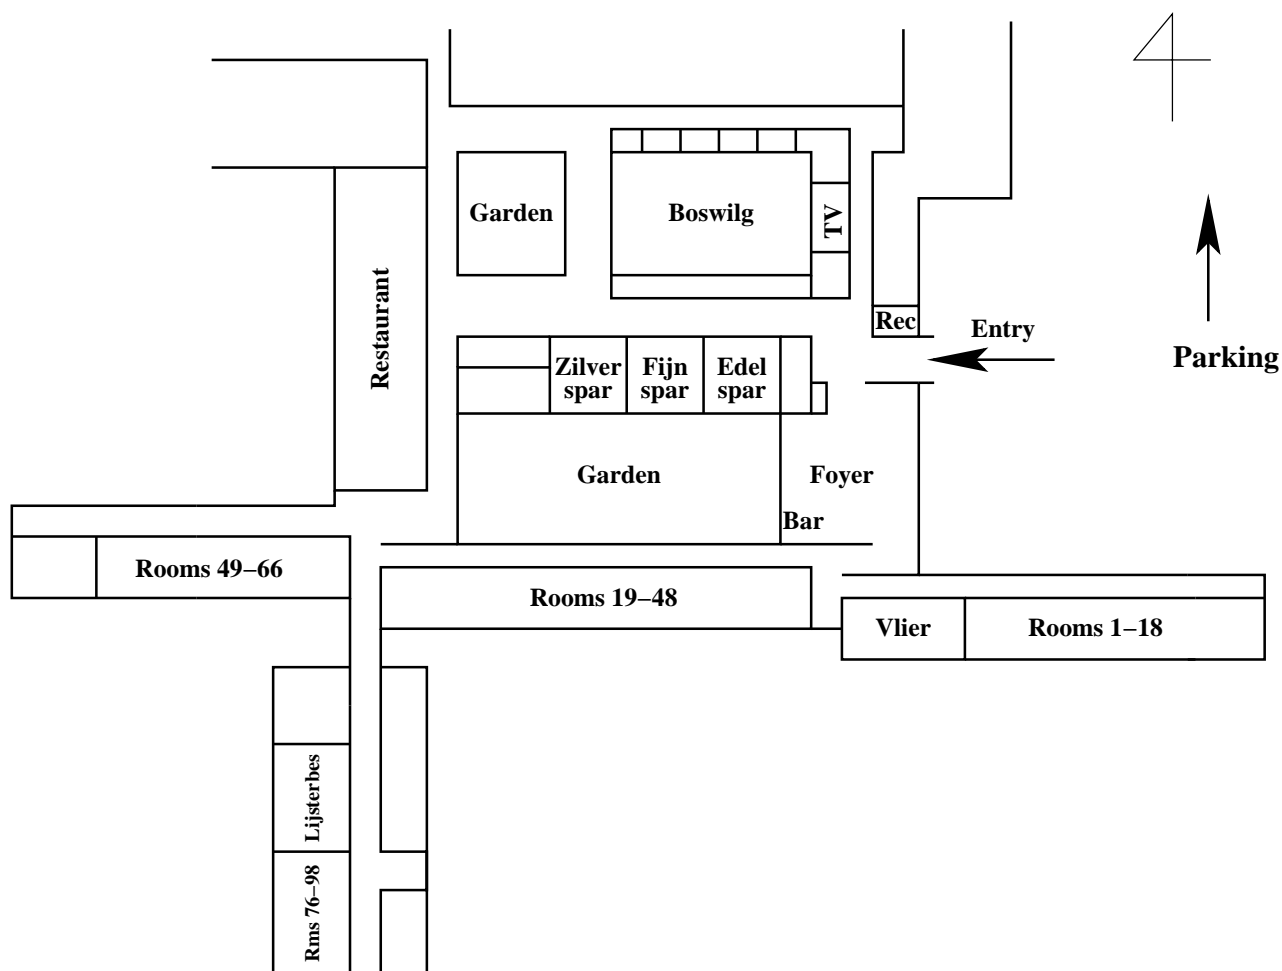 Garden
Boswilg
TV
Restaurant
Rec
Entry
Parking
Zilver
spar
Fijn
spar
Edel
spar
Garden
Foyer
Bar
Rooms 49–66
Rooms 19–48
Vlier
Rooms 1–18
Lijsterbes
Rms 76–98